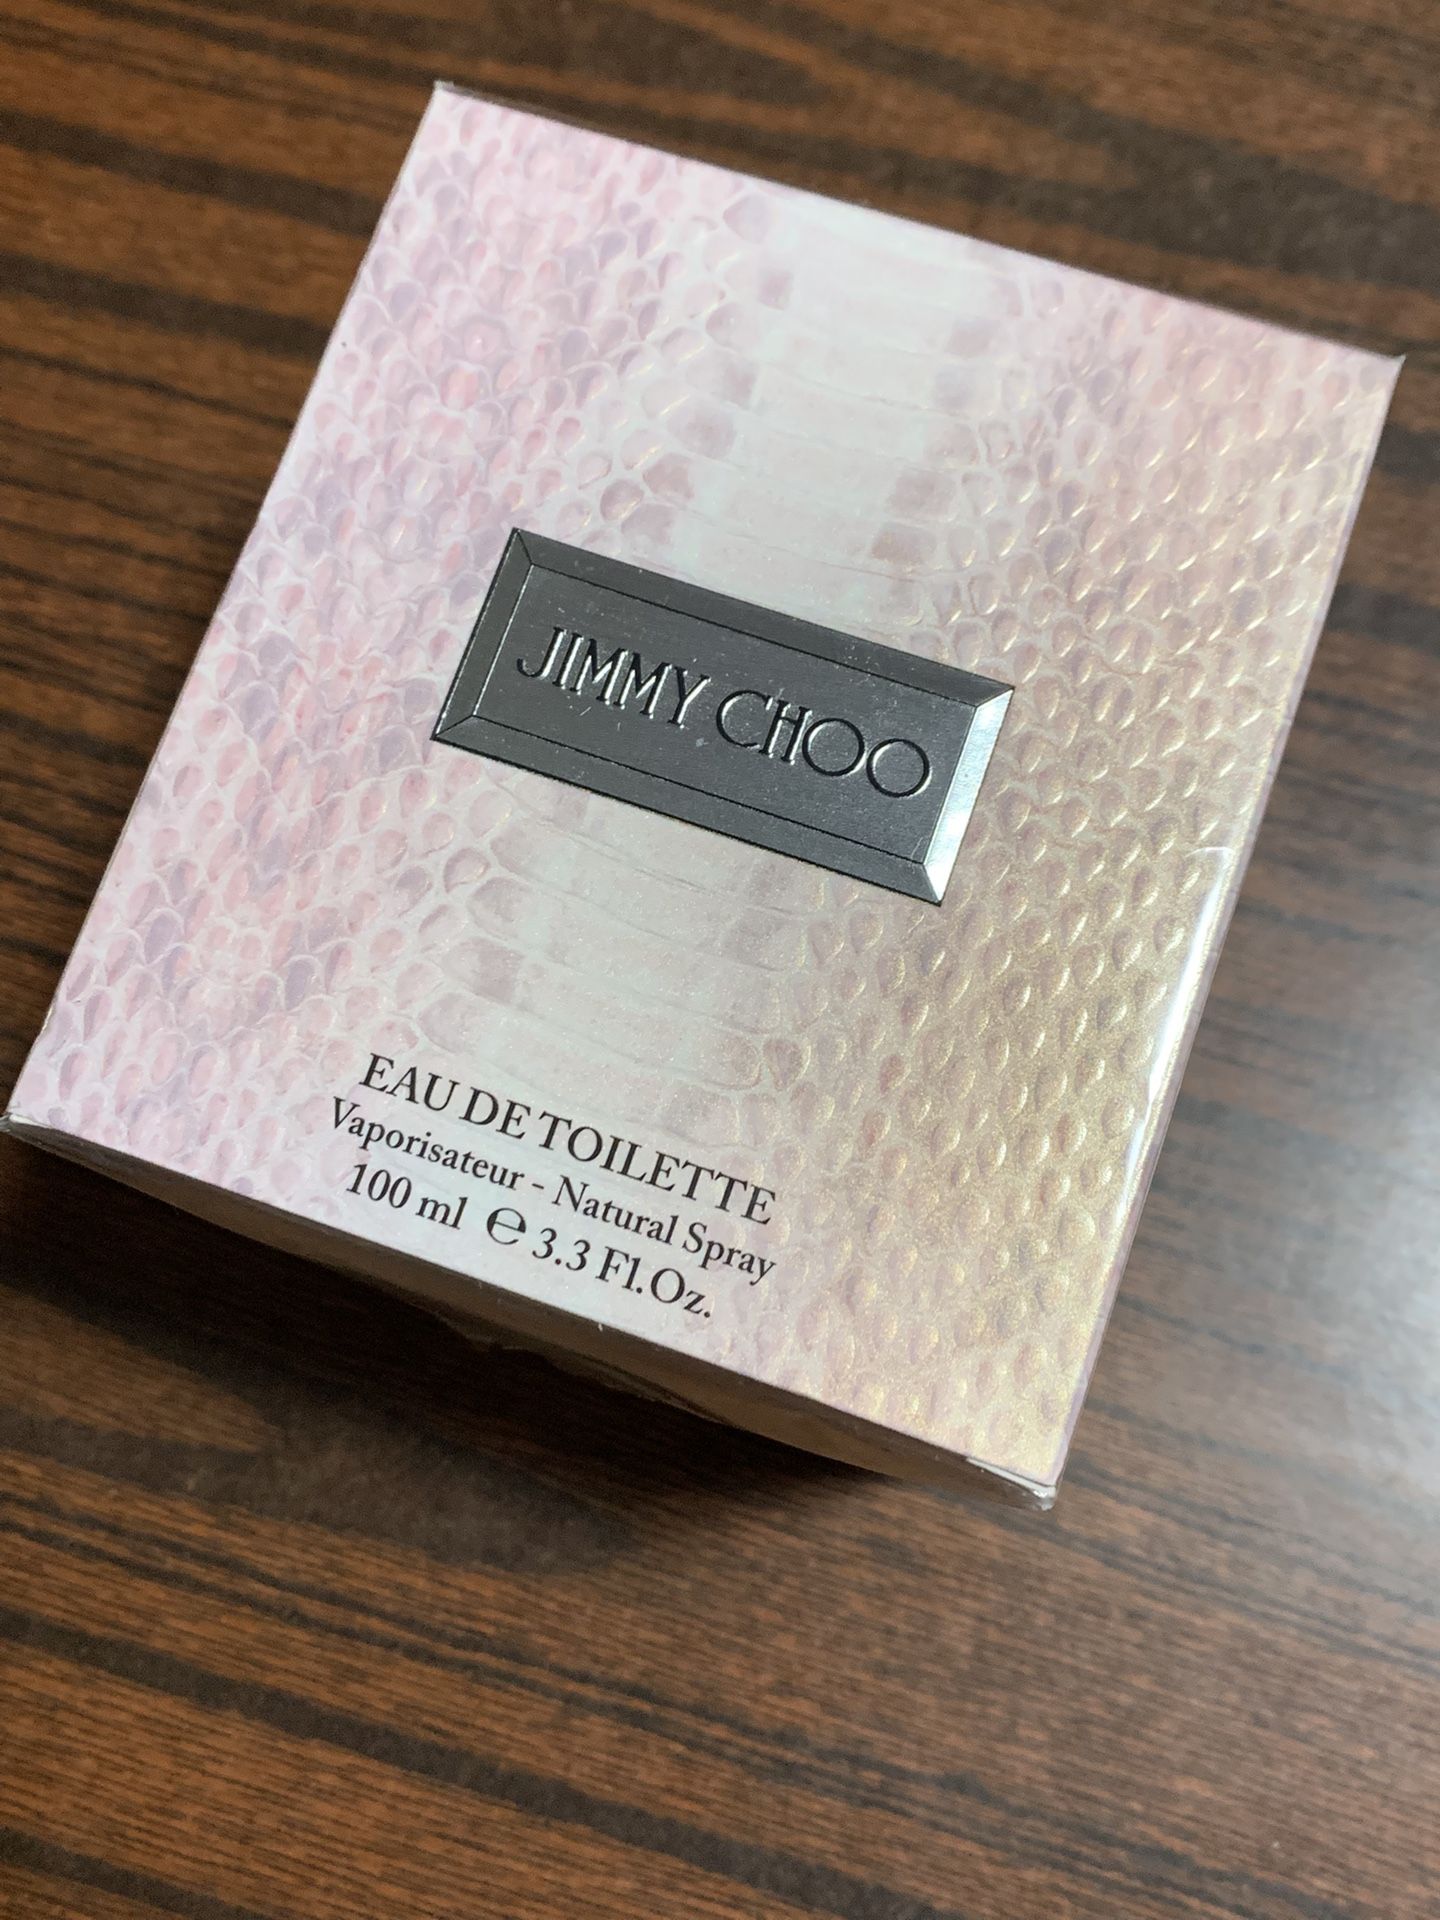 JIMMY CHOO
EAU DE TOILETTE
Vaporisateur - Natural Spray
100 ml ℮ 3.3 Fl.Oz.